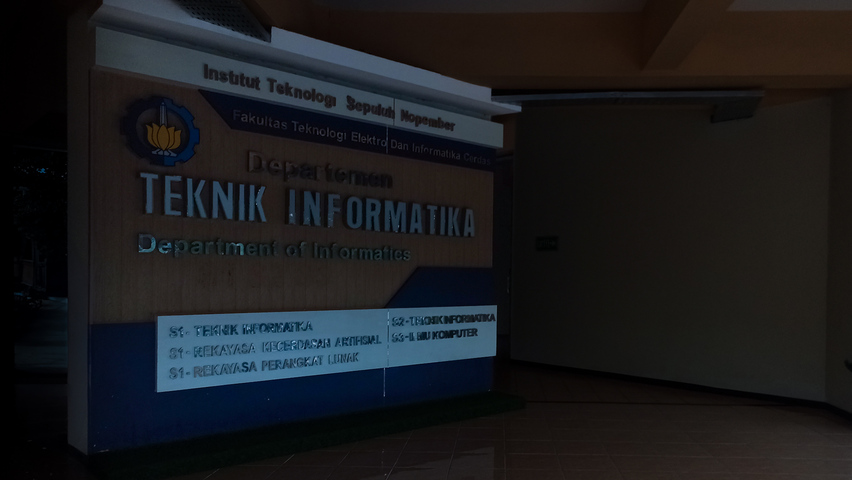 Institut Teknologi Sepuluh Nopember
Fakultas Teknologi Elektro Dan Informatika Cerdas
Departemen
TEKNIK INFORMATIKA
Department of Informatics
S1- TEKNIK INFORMATIKA
S1- REKAYASA KECERDASAN ARTIFISIAL
S1- REKAYASA PERANGKAT LUNAK
S2- TEKNIK INFORMATIKA
S3- ILMU KOMPUTER